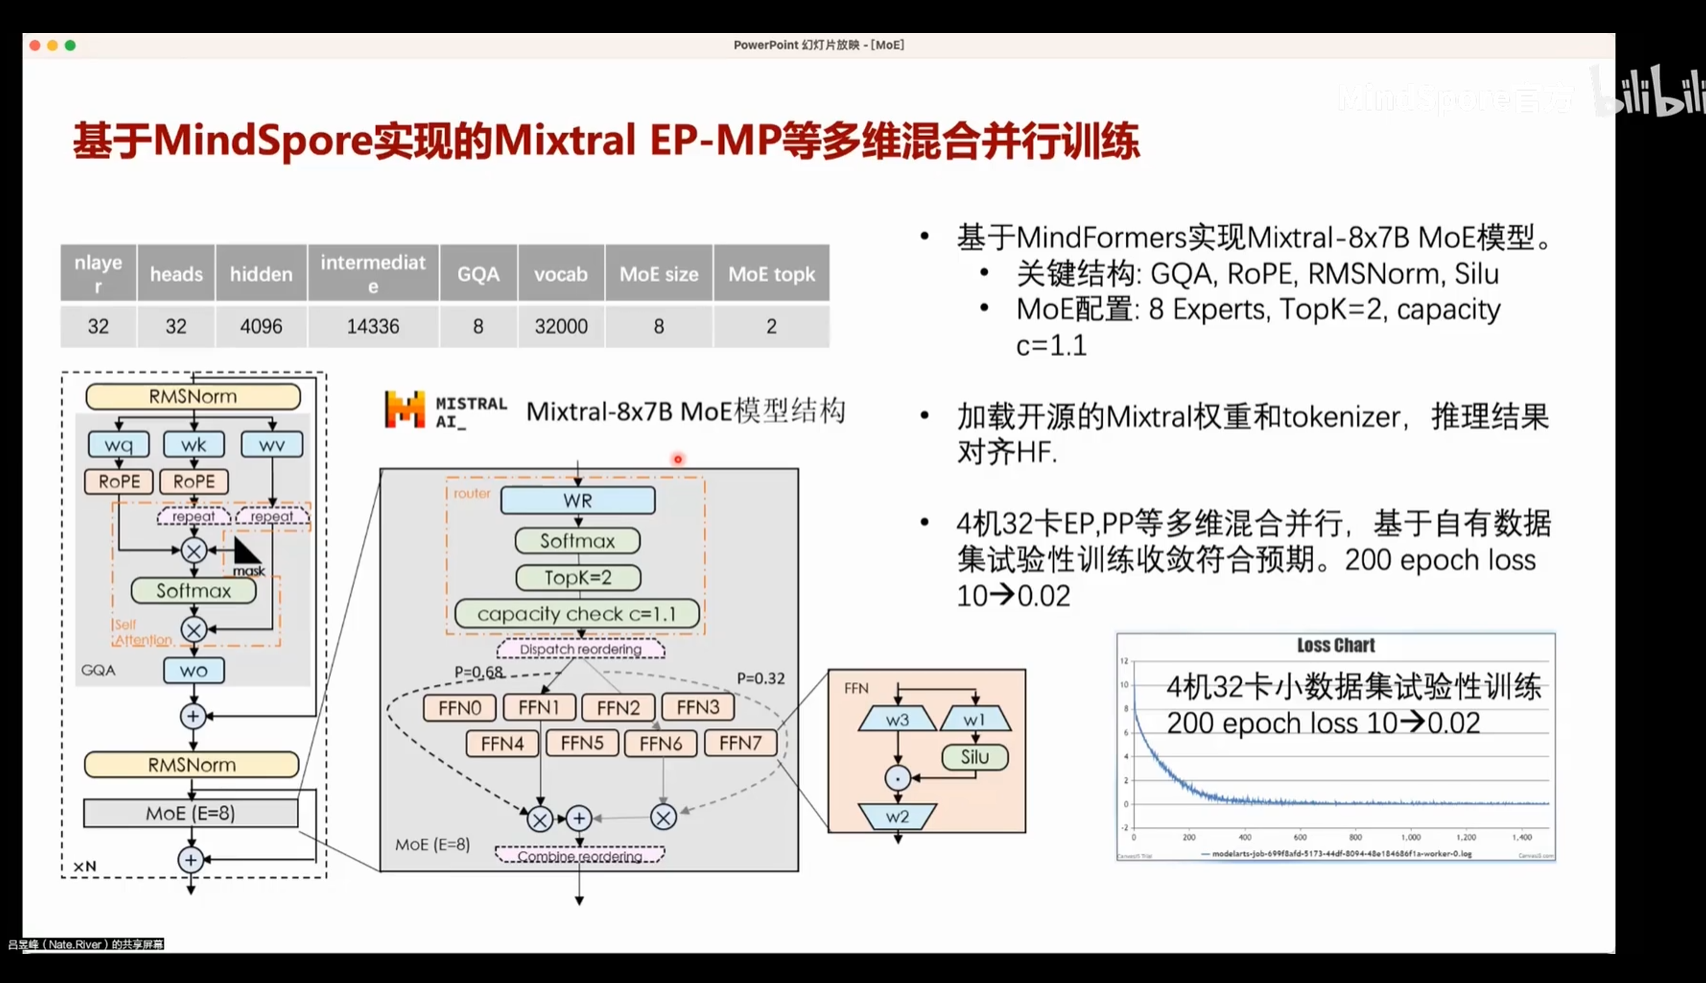 PowerPoint 幻灯片放映 - [MoE]
MindSpore官方
bilibili
基于MindSpore实现的Mixtral EP-MP等多维混合并行训练
nlaye
r
heads
hidden
intermediat
e
GQA
vocab
MoE size
MoE topk
32
32
4096
14336
8
32000
8
2
• 基于MindFormers实现Mixtral-8x7B MoE模型。
• 关键结构: GQA, RoPE, RMSNorm, Silu
• MoE配置: 8 Experts, TopK=2, capacity
c=1.1
• 加载开源的Mixtral权重和tokenizer，推理结果
对齐HF.
• 4机32卡EP,PP等多维混合并行，基于自有数据
集试验性训练收敛符合预期。200 epoch loss
10→0.02
RMSNorm
wq
wk
wv
RoPE
RoPE
repeat
repeat
mask
Softmax
Self
Attention
GQA
wo
RMSNorm
MoE (E=8)
×N
MISTRAL
AI_
Mixtral-8x7B MoE模型结构
router
WR
Softmax
TopK=2
capacity check c=1.1
Dispatch reordering
P=0.68
P=0.32
FFN0
FFN1
FFN2
FFN3
FFN4
FFN5
FFN6
FFN7
MoE (E=8)
Combine reordering
FFN
w3
w1
Silu
w2
Loss Chart
4机32卡小数据集试验性训练
200 epoch loss 10→0.02
12
10
8
6
4
2
0
-2
0
200
400
600
800
1,000
1,200
1,400
modelarts-job-699f8afd-5173-44df-8094-48e184686f1a-worker-0.log
吕昱峰（Nate.River）的共享屏幕